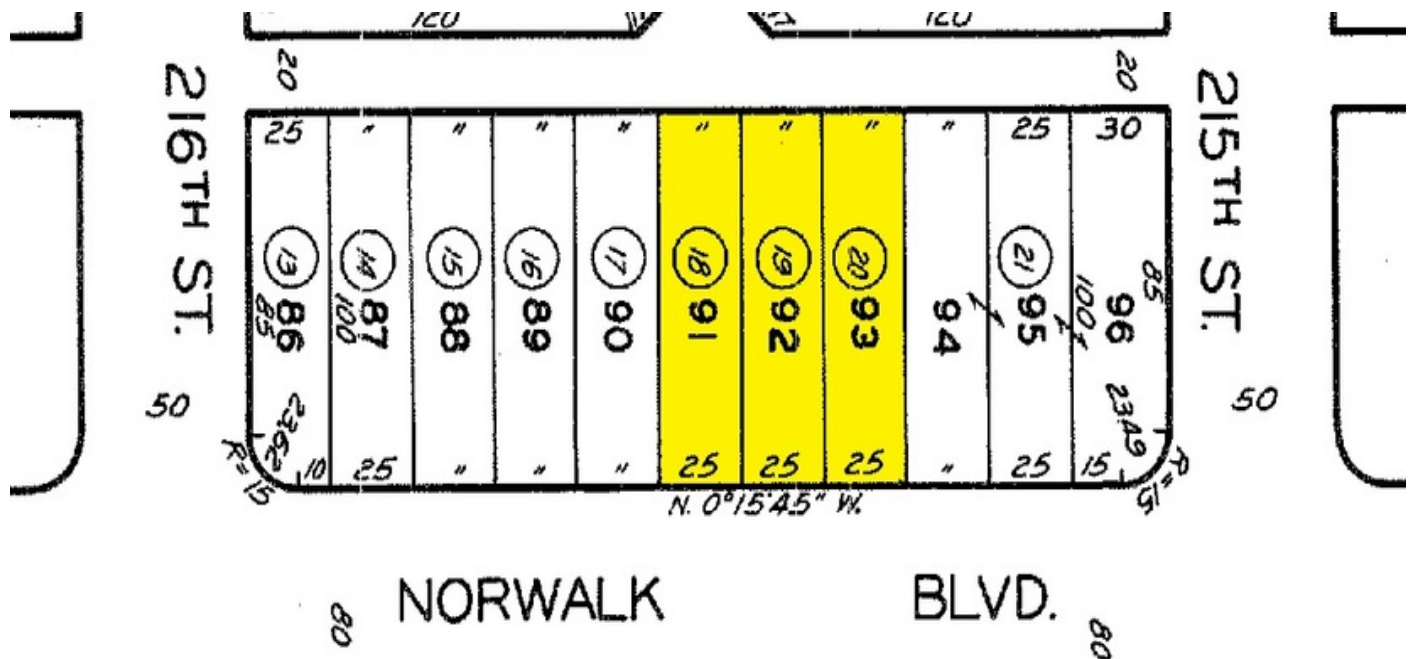 120 120
20 20
216TH ST.
215TH ST.
25 " " " " " " " " 25 30
13 14 15 16 17 18 19 20 21
86 87 88 89 90 91 92 93 94 95 96
85 100 100 85
50 50
23.62 23.49
R=15 10 25 " " " 25 25 25 " 25 15 R=15
N. 0°15'45" W.
NORWALK BLVD.
80 80